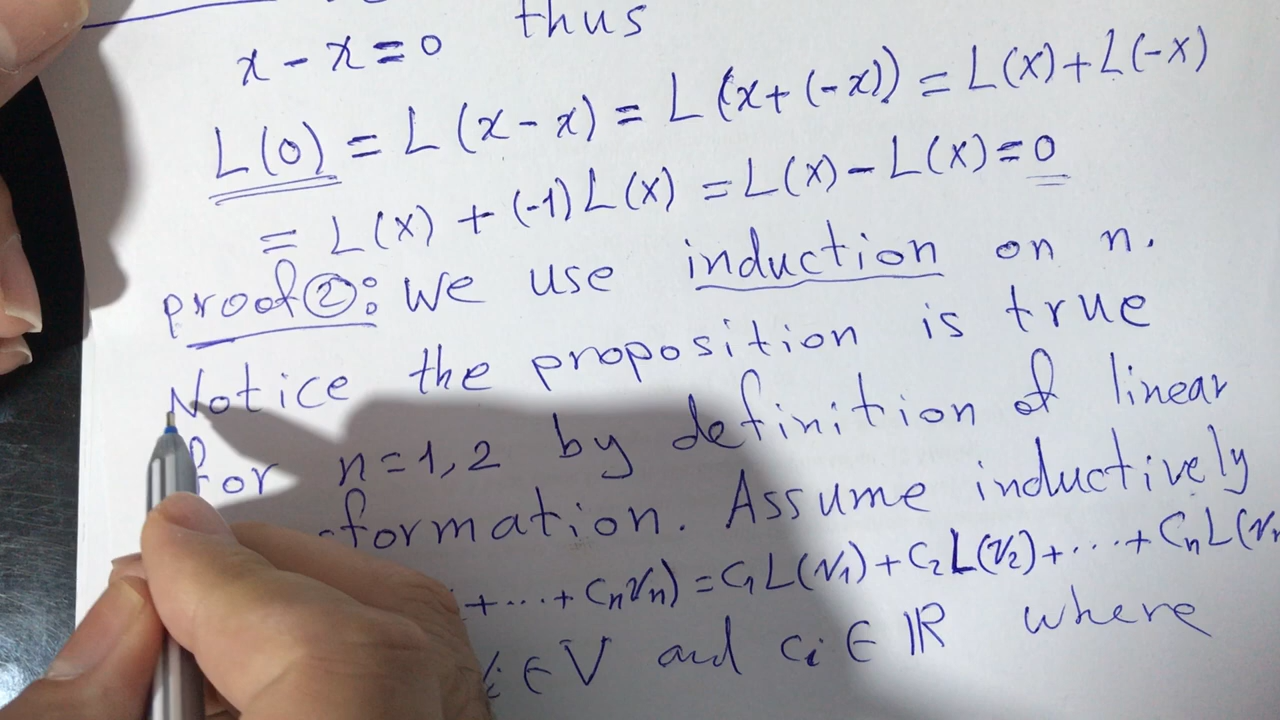 x - x = 0 thus
L(0) = L(x - x) = L(x + (-x)) = L(x) + L(-x)
= L(x) + (-1)L(x) = L(x) - L(x) = 0
proof②: We use induction on n.
Notice the proposition is true
for n=1,2 by definition of linear
-formation. Assume inductively
+ ... + Cnvn) = C1L(v1) + C2L(v2) + ... + CnL(vn
∈ V and ci ∈ ℝ where